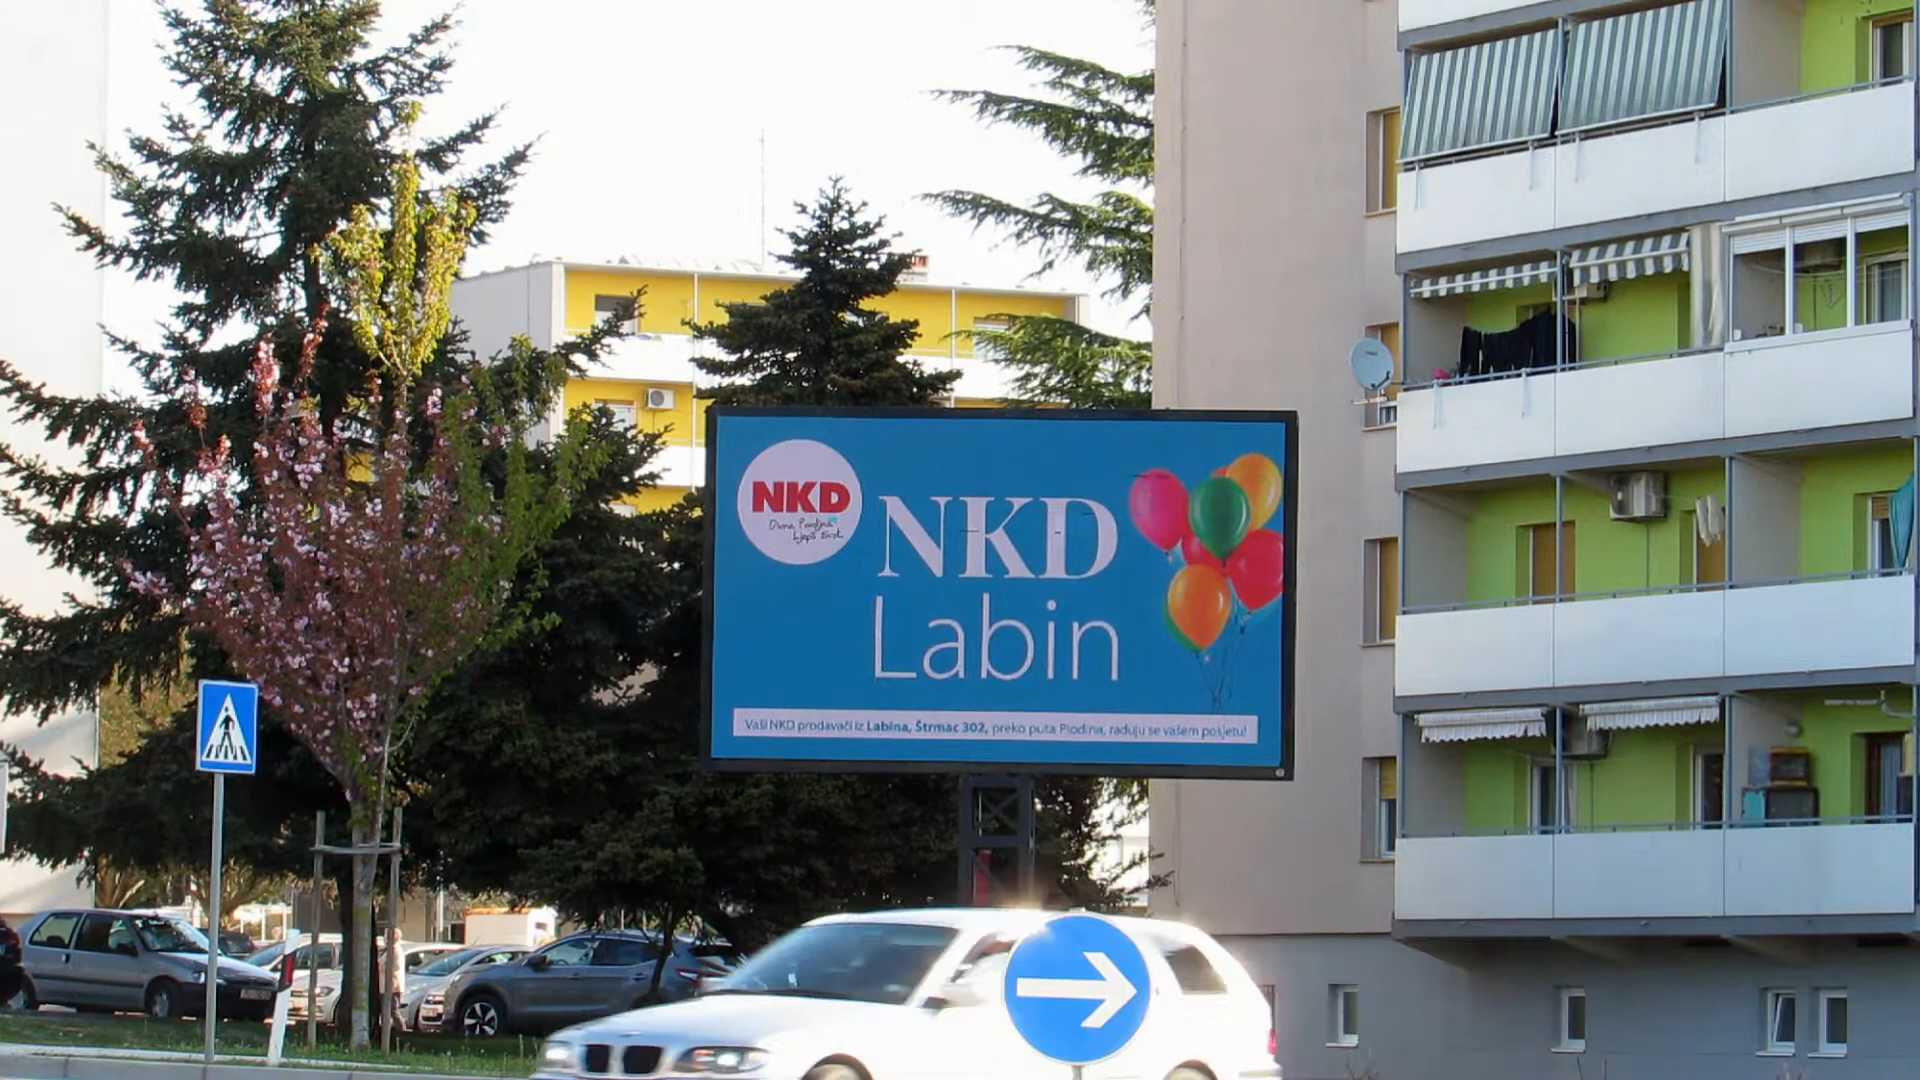 NKD
NKD
Labin
Vaši NKD prodavači iz Labina, Štrmac 302, preko puta Plodina, raduju se vašem posjetu!